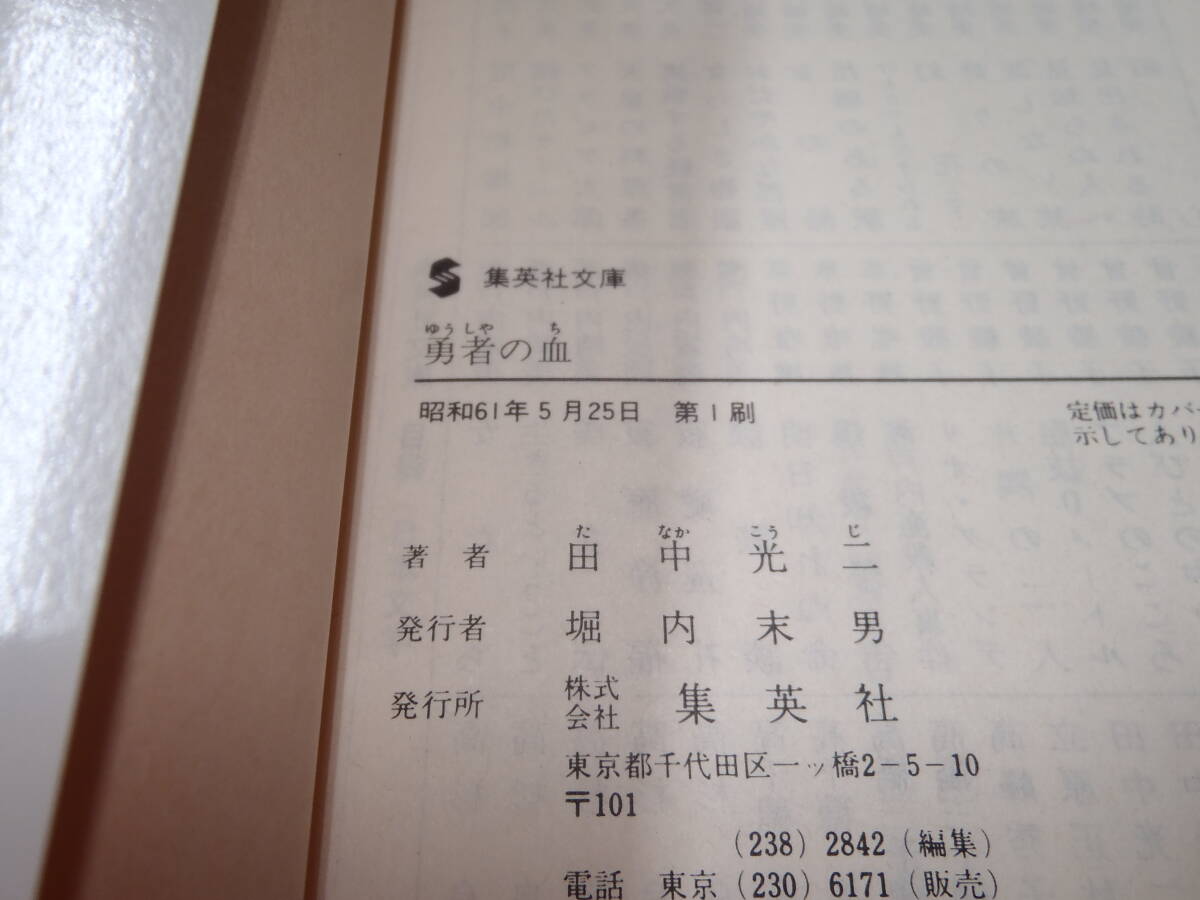 集英社文庫
ゆうしや ち
勇者の血
昭和61年5月25日 第1刷
定価はカバー
示してあり
た なか こう じ
著者 田中光二
発行者 堀内末男
発行所 株式会社 集英社
東京都千代田区一ッ橋2-5-10
〒101
(238) 2842 (編集)
電話 東京 (230) 6171 (販売)